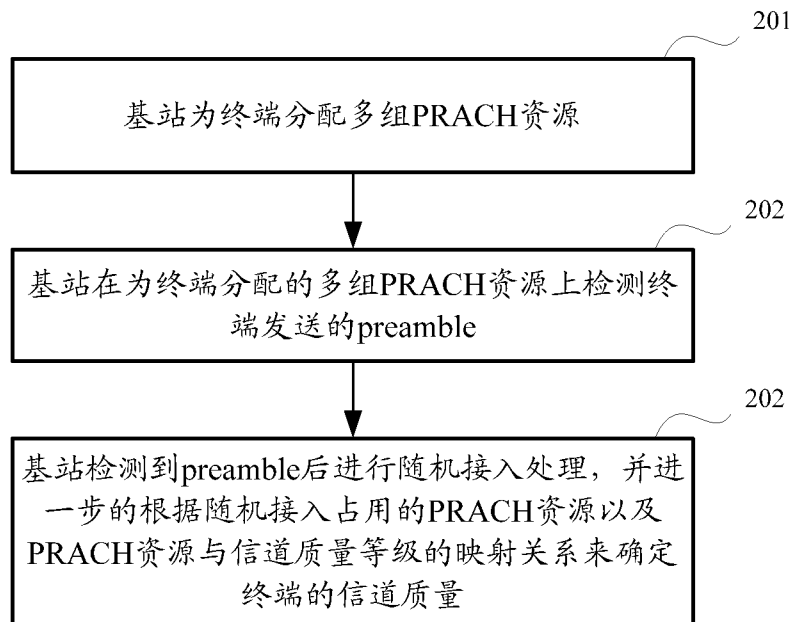 201
基站为终端分配多组PRACH资源
202
基站在为终端分配的多组PRACH资源上检测终
端发送的preamble
202
基站检测到preamble后进行随机接入处理，并进
一步的根据随机接入占用的PRACH资源以及
PRACH资源与信道质量等级的映射关系来确定
终端的信道质量